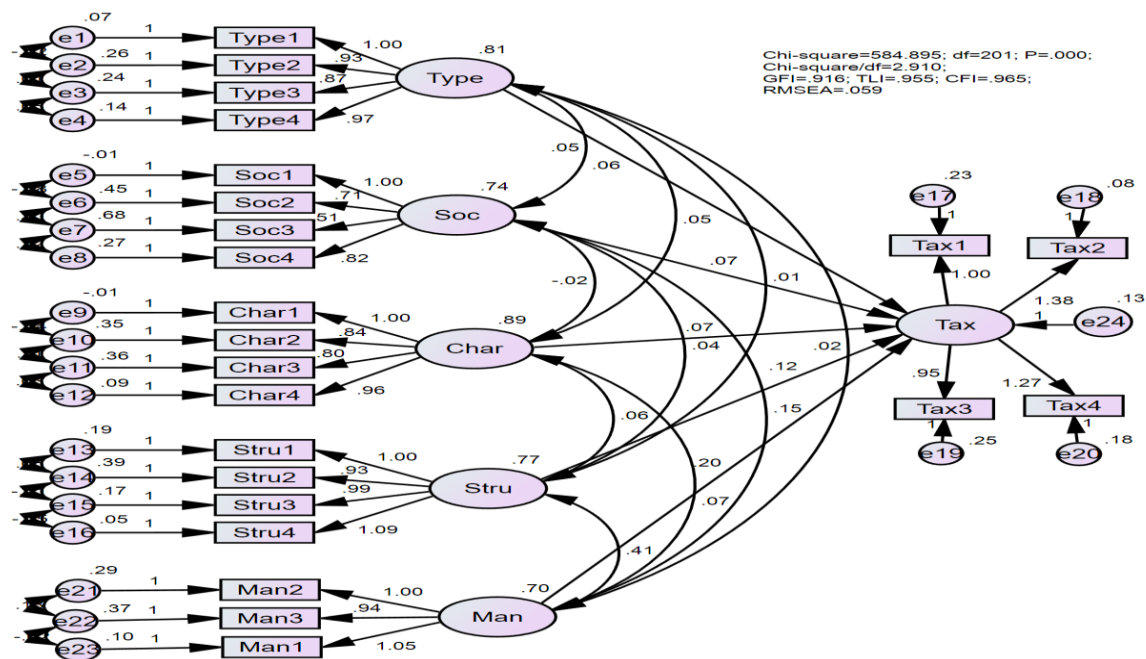 Chi-square=584.895; df=201; P=.000;
Chi-square/df=2.910;
GFI=.916; TLI=.955; CFI=.965;
RMSEA=.059
.07
e1 1 Type1 1.00
.26
e2 1 Type2 .93
.24
e3 1 Type3 .87
.14
e4 1 Type4 .97
.81
Type
-.01
e5 1 Soc1 1.00
.45
e6 1 Soc2 .71
.68
e7 1 Soc3 .51
.27
e8 1 Soc4 .82
.74
Soc
-.01
e9 1 Char1 1.00
.35
e10 1 Char2 .84
.36
e11 1 Char3 .80
.09
e12 1 Char4 .96
.89
Char
.19
e13 1 Stru1 1.00
.39
e14 1 Stru2 .93
.17
e15 1 Stru3 .99
.05
e16 1 Stru4 1.09
.77
Stru
.29
e21 1 Man2 1.00
.37
e22 1 Man3 .94
.10
e23 1 Man1 1.05
.70
Man
.05
.06
.05
.07
.01
-.02
.07
.04
.02
.12
.06
.15
.20
.07
.41
.23
e17
1
Tax1
1.00
.08
e18
1
Tax2
1.38
Tax
1
e24
.13
.95
Tax3
1
e19
.25
1.27
Tax4
1
e20
.18